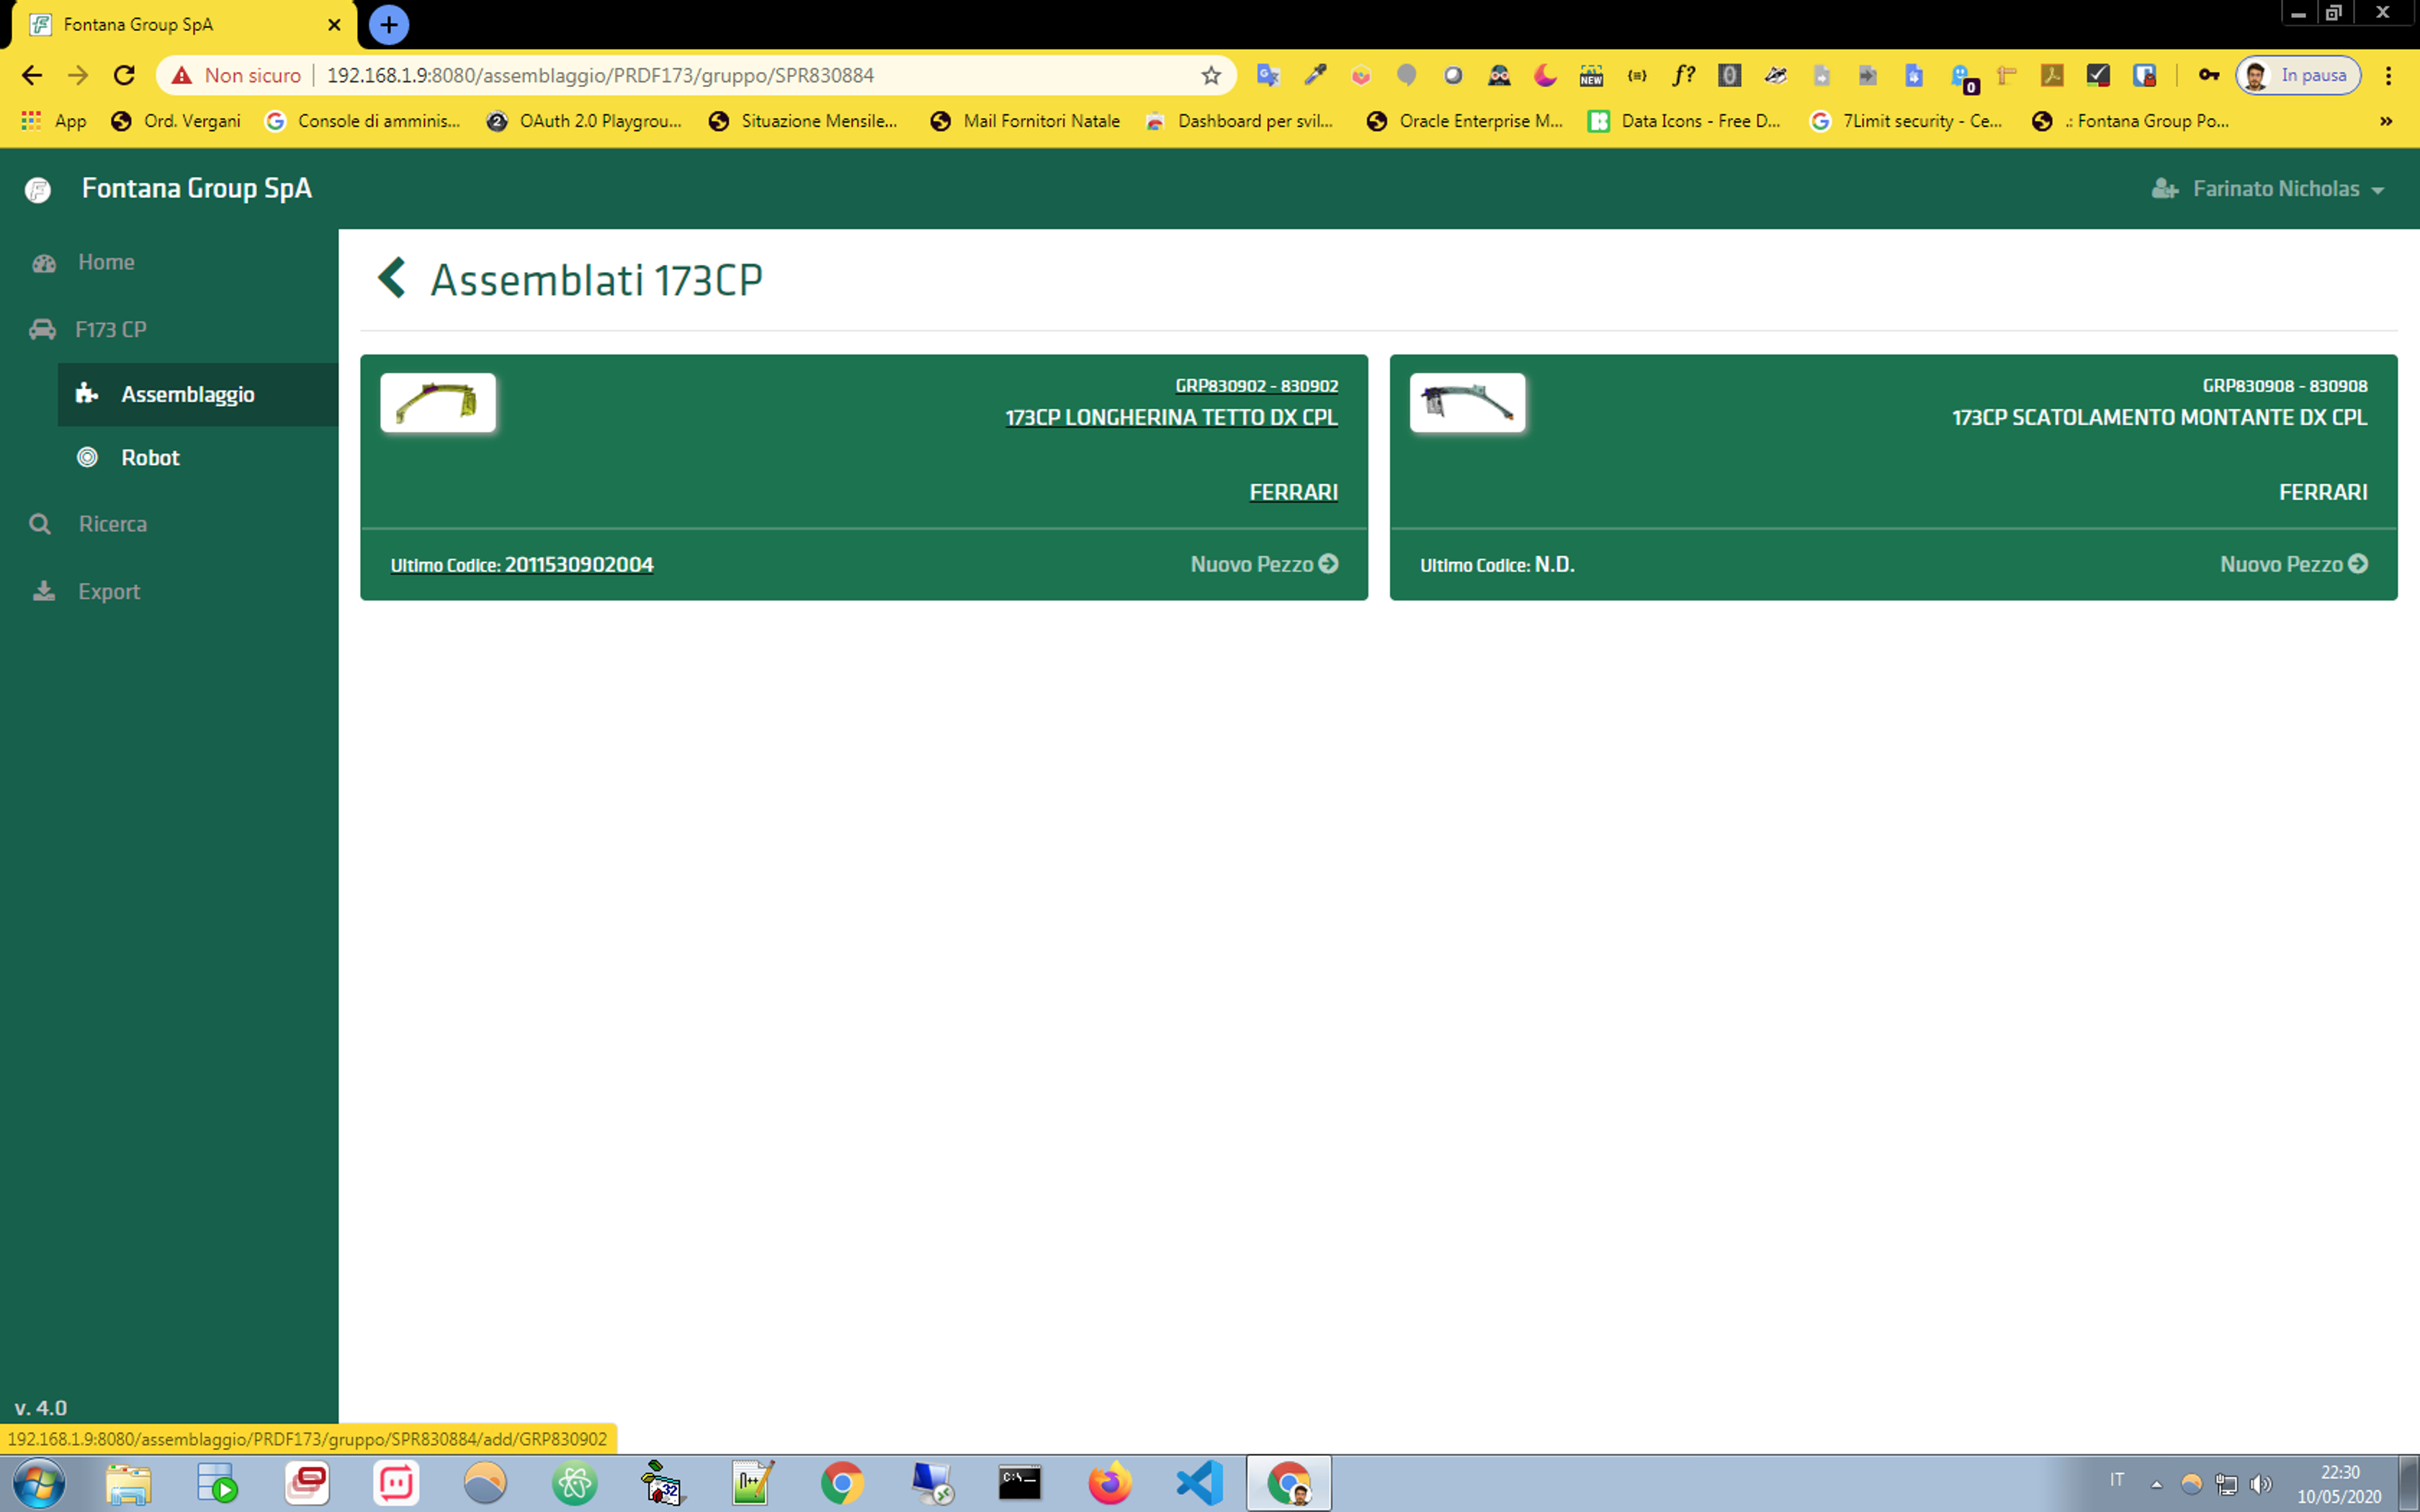 Fontana Group SpA
Non sicuro 192.168.1.9:8080/assemblaggio/PRDF173/gruppo/SPR830884
NEW
f?
0
In pausa
App
Ord. Vergani
Console di amminis...
OAuth 2.0 Playgrou...
Situazione Mensile...
Mail Fornitori Natale
Dashboard per svil...
Oracle Enterprise M...
Data Icons - Free D...
7Limit security - Ce...
.: Fontana Group Po...
»
Fontana Group SpA
Farinato Nicholas
Home
F173 CP
Assemblaggio
Robot
Ricerca
Export
v. 4.0
Assemblati 173CP
GRP830902 - 830902
173CP LONGHERINA TETTO DX CPL
FERRARI
Ultimo Codice: 2011530902004
Nuovo Pezzo
GRP830908 - 830908
173CP SCATOLAMENTO MONTANTE DX CPL
FERRARI
Ultimo Codice: N.D.
Nuovo Pezzo
192.168.1.9:8080/assemblaggio/PRDF173/gruppo/SPR830884/add/GRP830902
IT
22:30
10/05/2020